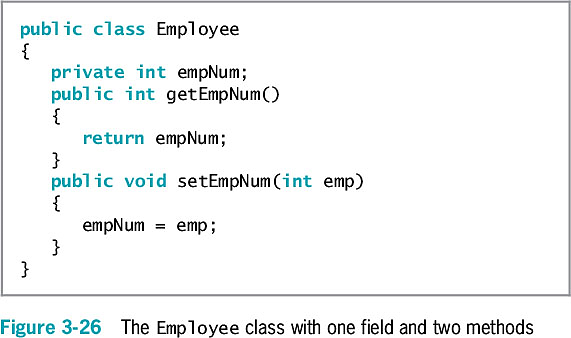 public class Employee
{
   private int empNum;
   public int getEmpNum()
   {
      return empNum;
   }
   public void setEmpNum(int emp)
   {
      empNum = emp;
   }
}
Figure 3-26 The Employee class with one field and two methods